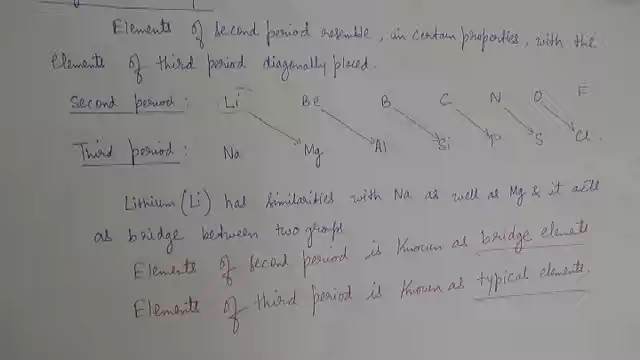 Elements of second period resemble, in certain properties, with the
elements of third period diagonally placed.
Second period: Li Be B C N O F
Third period: Na Mg Al Si P S Cl.
Lithium (Li) has similarities with Na as well as Mg & it acts
as bridge between two groups
Elements of second period is known as bridge elements
Elements of third period is known as typical elements.